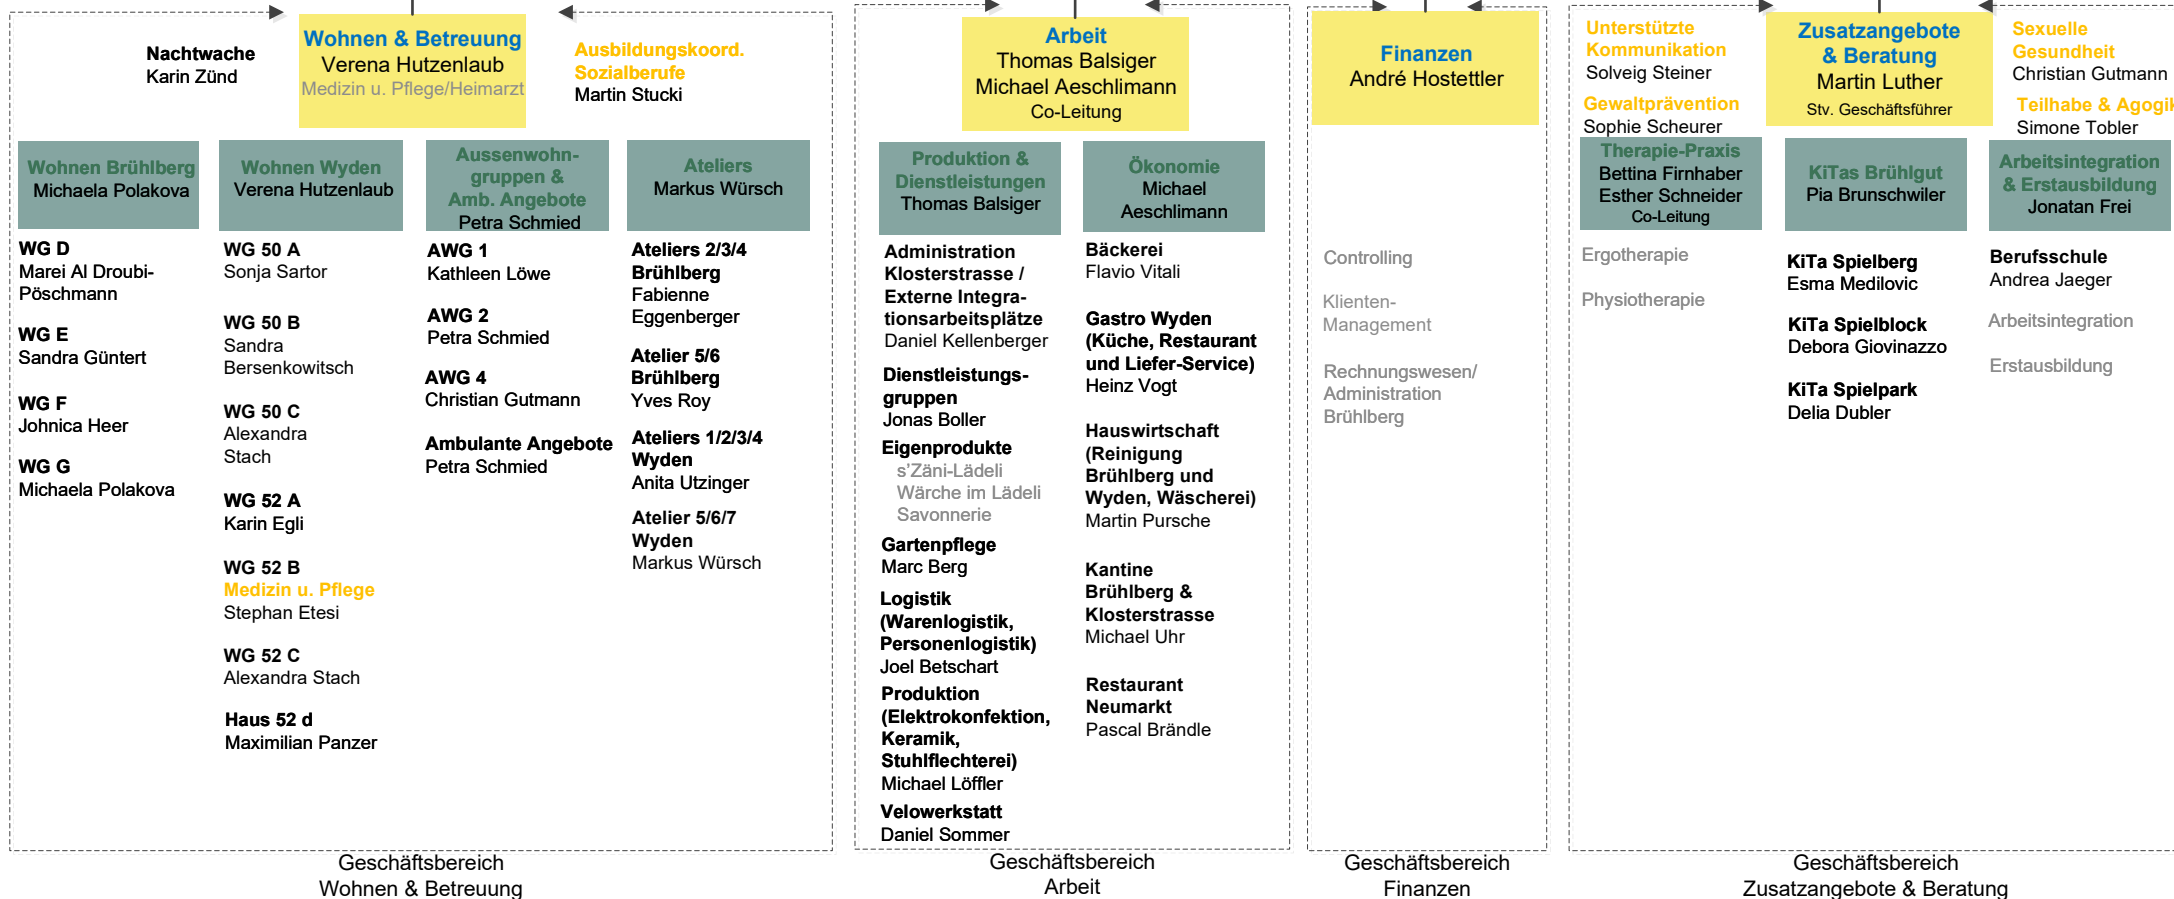 Nachtwache
Karin Zünd
Wohnen & Betreuung
Verena Hutzenlaub
Medizin u. Pflege/Heimarzt
Ausbildungskoord.
Sozialberufe
Martin Stucki
Wohnen Brühlberg
Michaela Polakova
WG D
Marei Al Droubi-
Pöschmann
WG E
Sandra Güntert
WG F
Johnica Heer
WG G
Michaela Polakova
Wohnen Wyden
Verena Hutzenlaub
WG 50 A
Sonja Sartor
WG 50 B
Sandra
Bersenkowitsch
WG 50 C
Alexandra
Stach
WG 52 A
Karin Egli
WG 52 B
Medizin u. Pflege
Stephan Etesi
WG 52 C
Alexandra Stach
Haus 52 d
Maximilian Panzer
Aussenwohn-
gruppen &
Amb. Angebote
Petra Schmied
AWG 1
Kathleen Löwe
AWG 2
Petra Schmied
AWG 4
Christian Gutmann
Ambulante Angebote
Petra Schmied
Ateliers
Markus Würsch
Ateliers 2/3/4
Brühlberg
Fabienne
Eggenberger
Atelier 5/6
Brühlberg
Yves Roy
Ateliers 1/2/3/4
Wyden
Anita Utzinger
Atelier 5/6/7
Wyden
Markus Würsch
Geschäftsbereich
Wohnen & Betreuung
Arbeit
Thomas Balsiger
Michael Aeschlimann
Co-Leitung
Produktion &
Dienstleistungen
Thomas Balsiger
Administration
Klosterstrasse /
Externe Integra-
tionsarbeitsplätze
Daniel Kellenberger
Dienstleistungs-
gruppen
Jonas Boller
Eigenprodukte
s'Zäni-Lädeli
Wärche im Lädeli
Savonnerie
Gartenpflege
Marc Berg
Logistik
(Warenlogistik,
Personenlogistik)
Joel Betschart
Produktion
(Elektrokonfektion,
Keramik,
Stuhlflechterei)
Michael Löffler
Velowerkstatt
Daniel Sommer
Ökonomie
Michael
Aeschlimann
Bäckerei
Flavio Vitali
Gastro Wyden
(Küche, Restaurant
und Liefer-Service)
Heinz Vogt
Hauswirtschaft
(Reinigung
Brühlberg und
Wyden, Wäscherei)
Martin Pursche
Kantine
Brühlberg &
Klosterstrasse
Michael Uhr
Restaurant
Neumarkt
Pascal Brändle
Geschäftsbereich
Arbeit
Finanzen
André Hostettler
Controlling
Klienten-
Management
Rechnungswesen/
Administration
Brühlberg
Geschäftsbereich
Finanzen
Unterstützte
Kommunikation
Solveig Steiner
Gewaltprävention
Sophie Scheurer
Zusatzangebote
& Beratung
Martin Luther
Stv. Geschäftsführer
Sexuelle
Gesundheit
Christian Gutmann
Teilhabe & Agogik
Simone Tobler
Therapie-Praxis
Bettina Firnhaber
Esther Schneider
Co-Leitung
Ergotherapie
Physiotherapie
KiTas Brühlgut
Pia Brunschwiler
KiTa Spielberg
Esma Medilovic
KiTa Spielblock
Debora Giovinazzo
KiTa Spielpark
Delia Dubler
Arbeitsintegration
& Erstausbildung
Jonatan Frei
Berufsschule
Andrea Jaeger
Arbeitsintegration
Erstausbildung
Geschäftsbereich
Zusatzangebote & Beratung